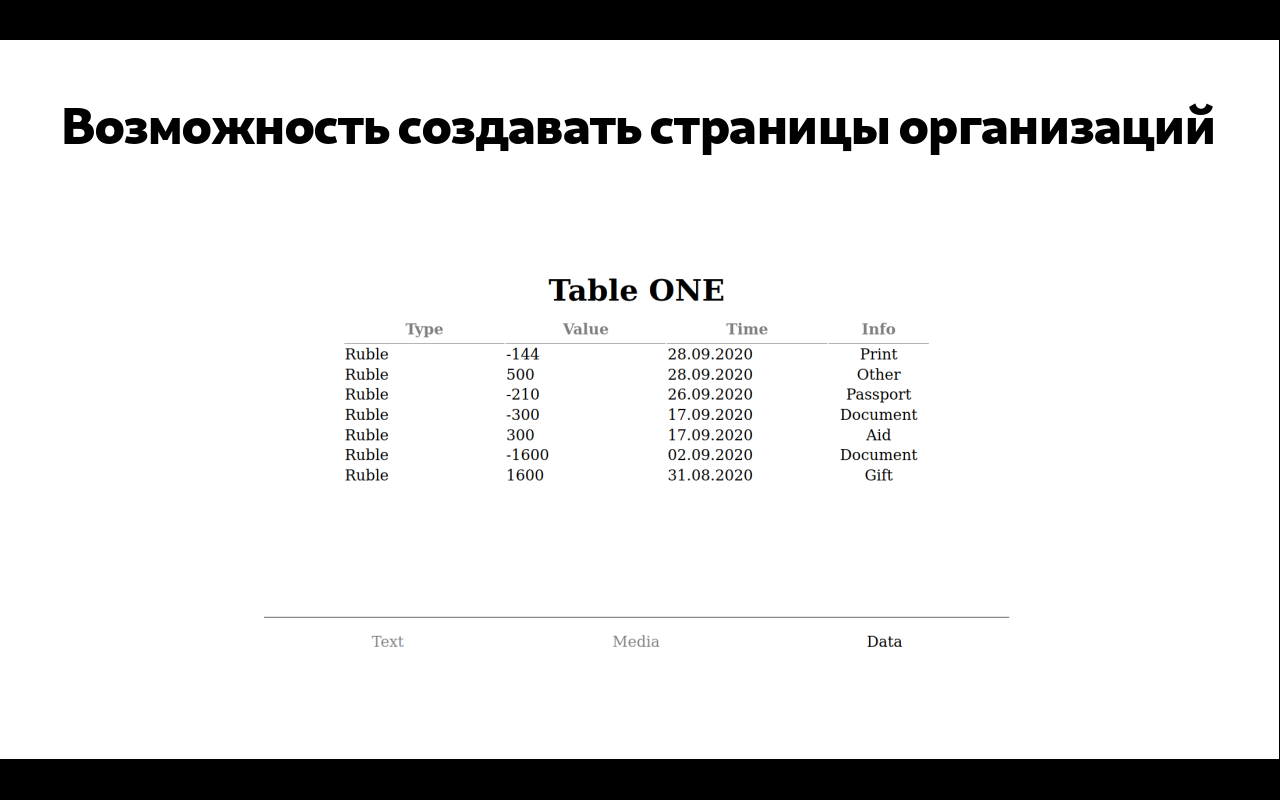 Возможность создавать страницы организаций
Table ONE
Type Value Time Info
Ruble -144 28.09.2020 Print
Ruble 500 28.09.2020 Other
Ruble -210 26.09.2020 Passport
Ruble -300 17.09.2020 Document
Ruble 300 17.09.2020 Aid
Ruble -1600 02.09.2020 Document
Ruble 1600 31.08.2020 Gift
Text Media Data